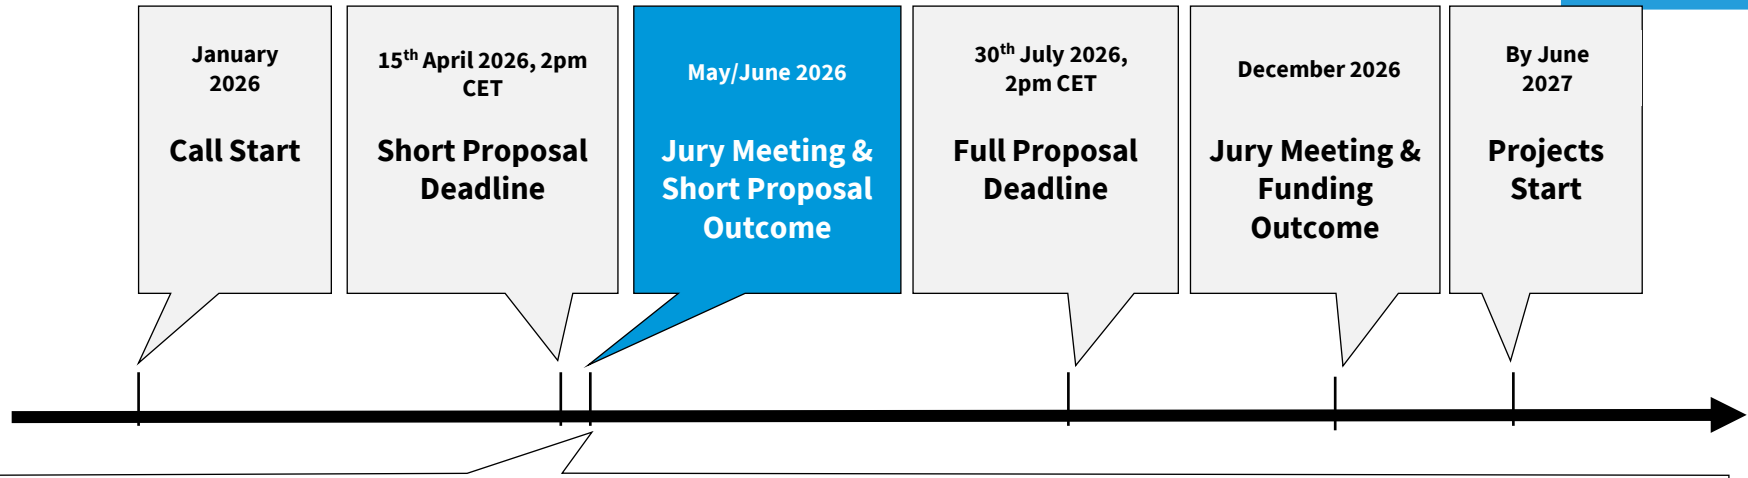 January
2026
Call Start
15th April 2026, 2pm
CET
Short Proposal
Deadline
May/June 2026
Jury Meeting &
Short Proposal
Outcome
30th July 2026,
2pm CET
Full Proposal
Deadline
December 2026
Jury Meeting &
Funding
Outcome
By June
2027
Projects
Start